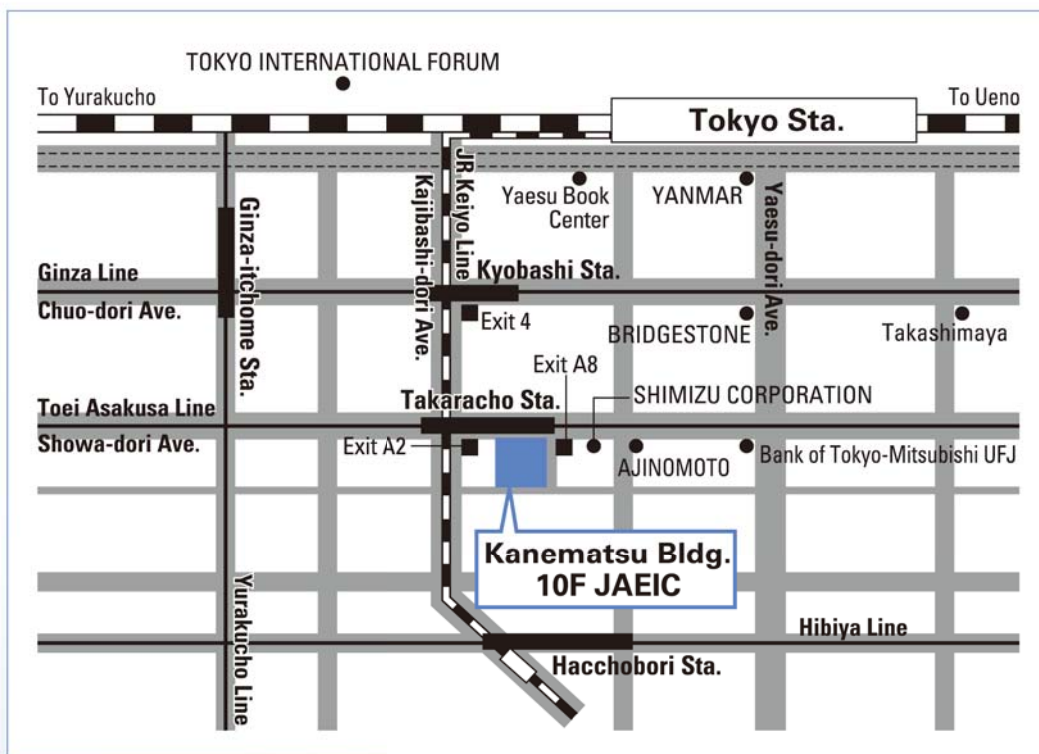 TOKYO INTERNATIONAL FORUM
To Yurakucho
To Ueno
Tokyo Sta.
JR Keiyo Line
Kajibashi-dori Ave.
Yaesu Book
Center
YANMAR
Yaesu-dori Ave.
Ginza-itchome Sta.
Ginza Line
Kyobashi Sta.
Chuo-dori Ave.
Exit 4
BRIDGESTONE
Takashimaya
Exit A8
Toei Asakusa Line
Takaracho Sta.
SHIMIZU CORPORATION
Showa-dori Ave.
Exit A2
AJINOMOTO
Bank of Tokyo-Mitsubishi UFJ
Kanematsu Bldg.
10F JAEIC
Yurakucho Line
Hibiya Line
Hacchobori Sta.